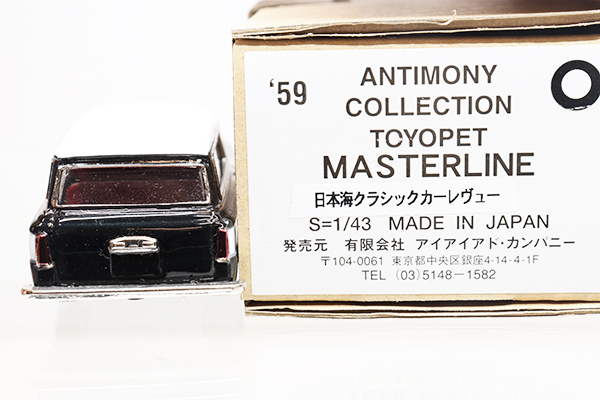 '59
ANTIMONY
COLLECTION
TOYOPET
MASTERLINE
日本海クラシックカーレヴュー
S=1/43 MADE IN JAPAN
発売元 有限会社 アイアイアド・カンパニー
〒104-0061 東京都中央区銀座4-14-4-1F
TEL (03)5148-1582